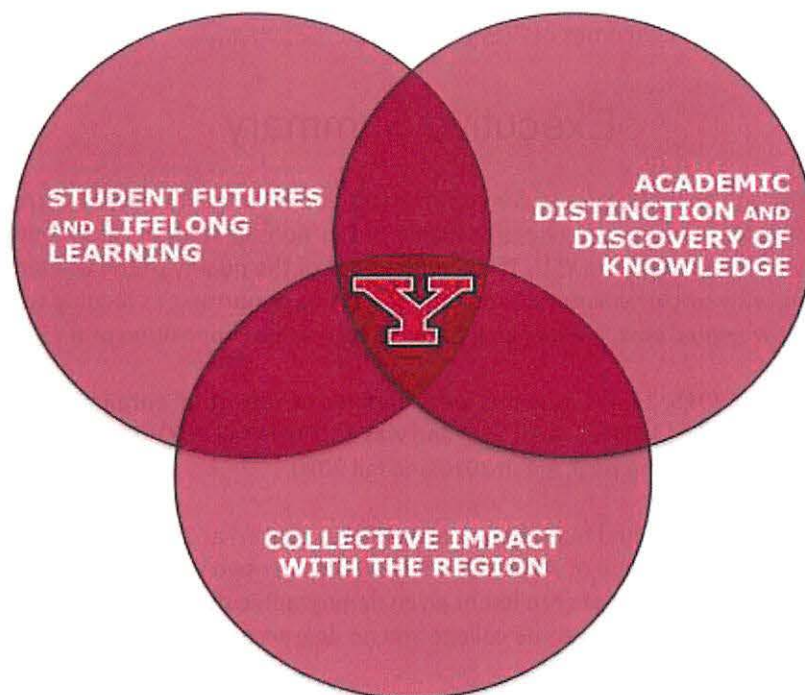 STUDENT FUTURES
AND LIFELONG
LEARNING
ACADEMIC
DISTINCTION AND
DISCOVERY OF
KNOWLEDGE
Y
COLLECTIVE IMPACT
WITH THE REGION